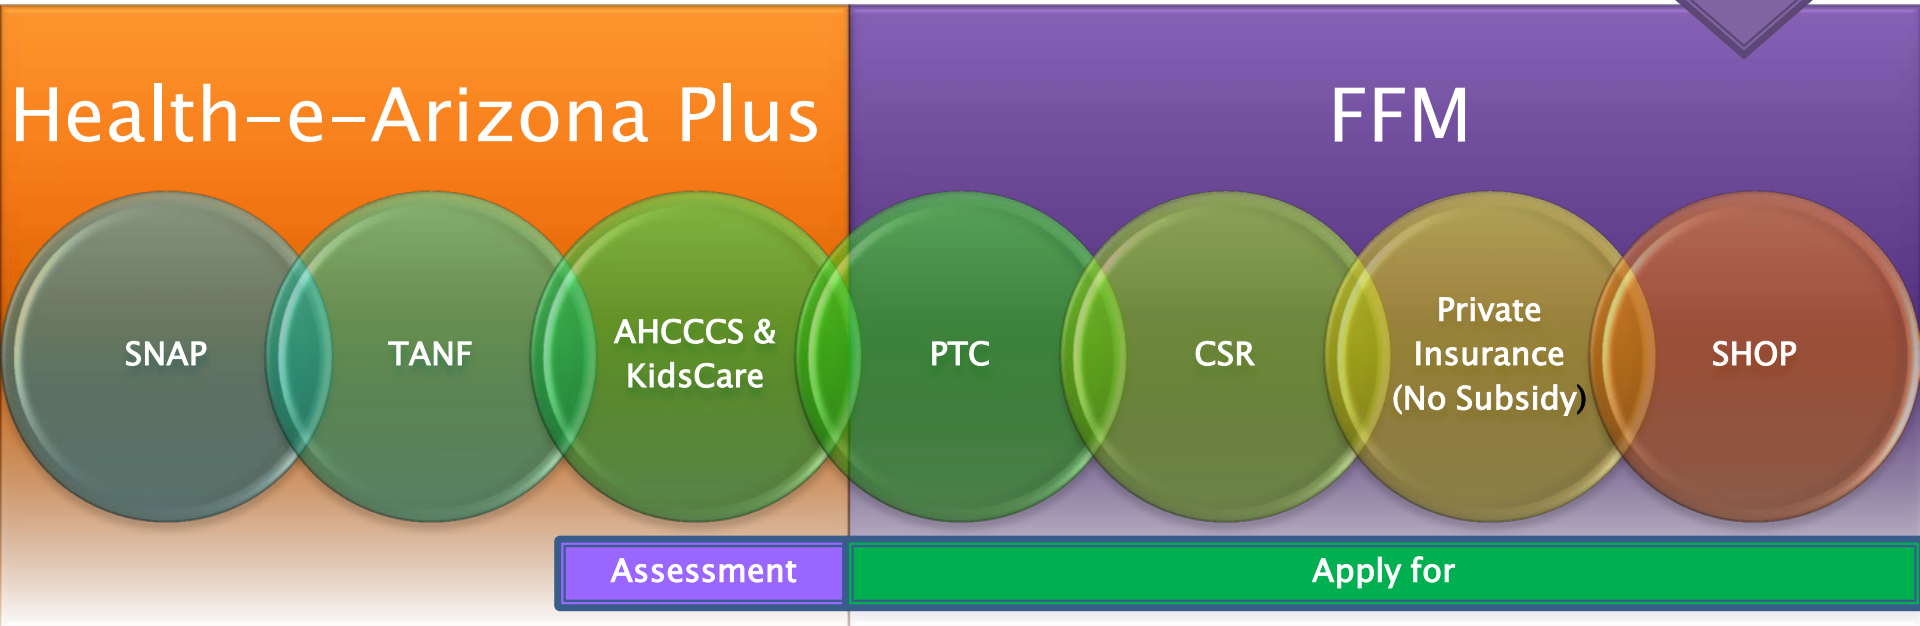 Health-e-Arizona Plus
FFM
SNAP
TANF
AHCCCS &
KidsCare
PTC
CSR
Private
Insurance
(No Subsidy)
SHOP
Assessment
Apply for